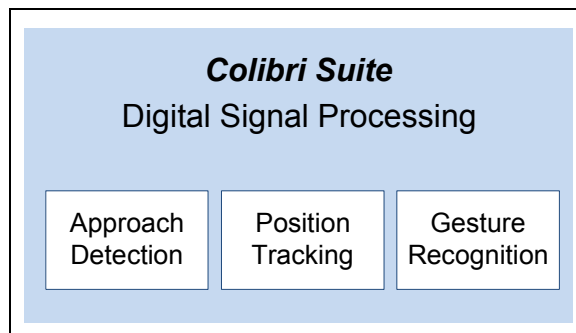 Colibri Suite
Digital Signal Processing
Approach
Detection
Position
Tracking
Gesture
Recognition